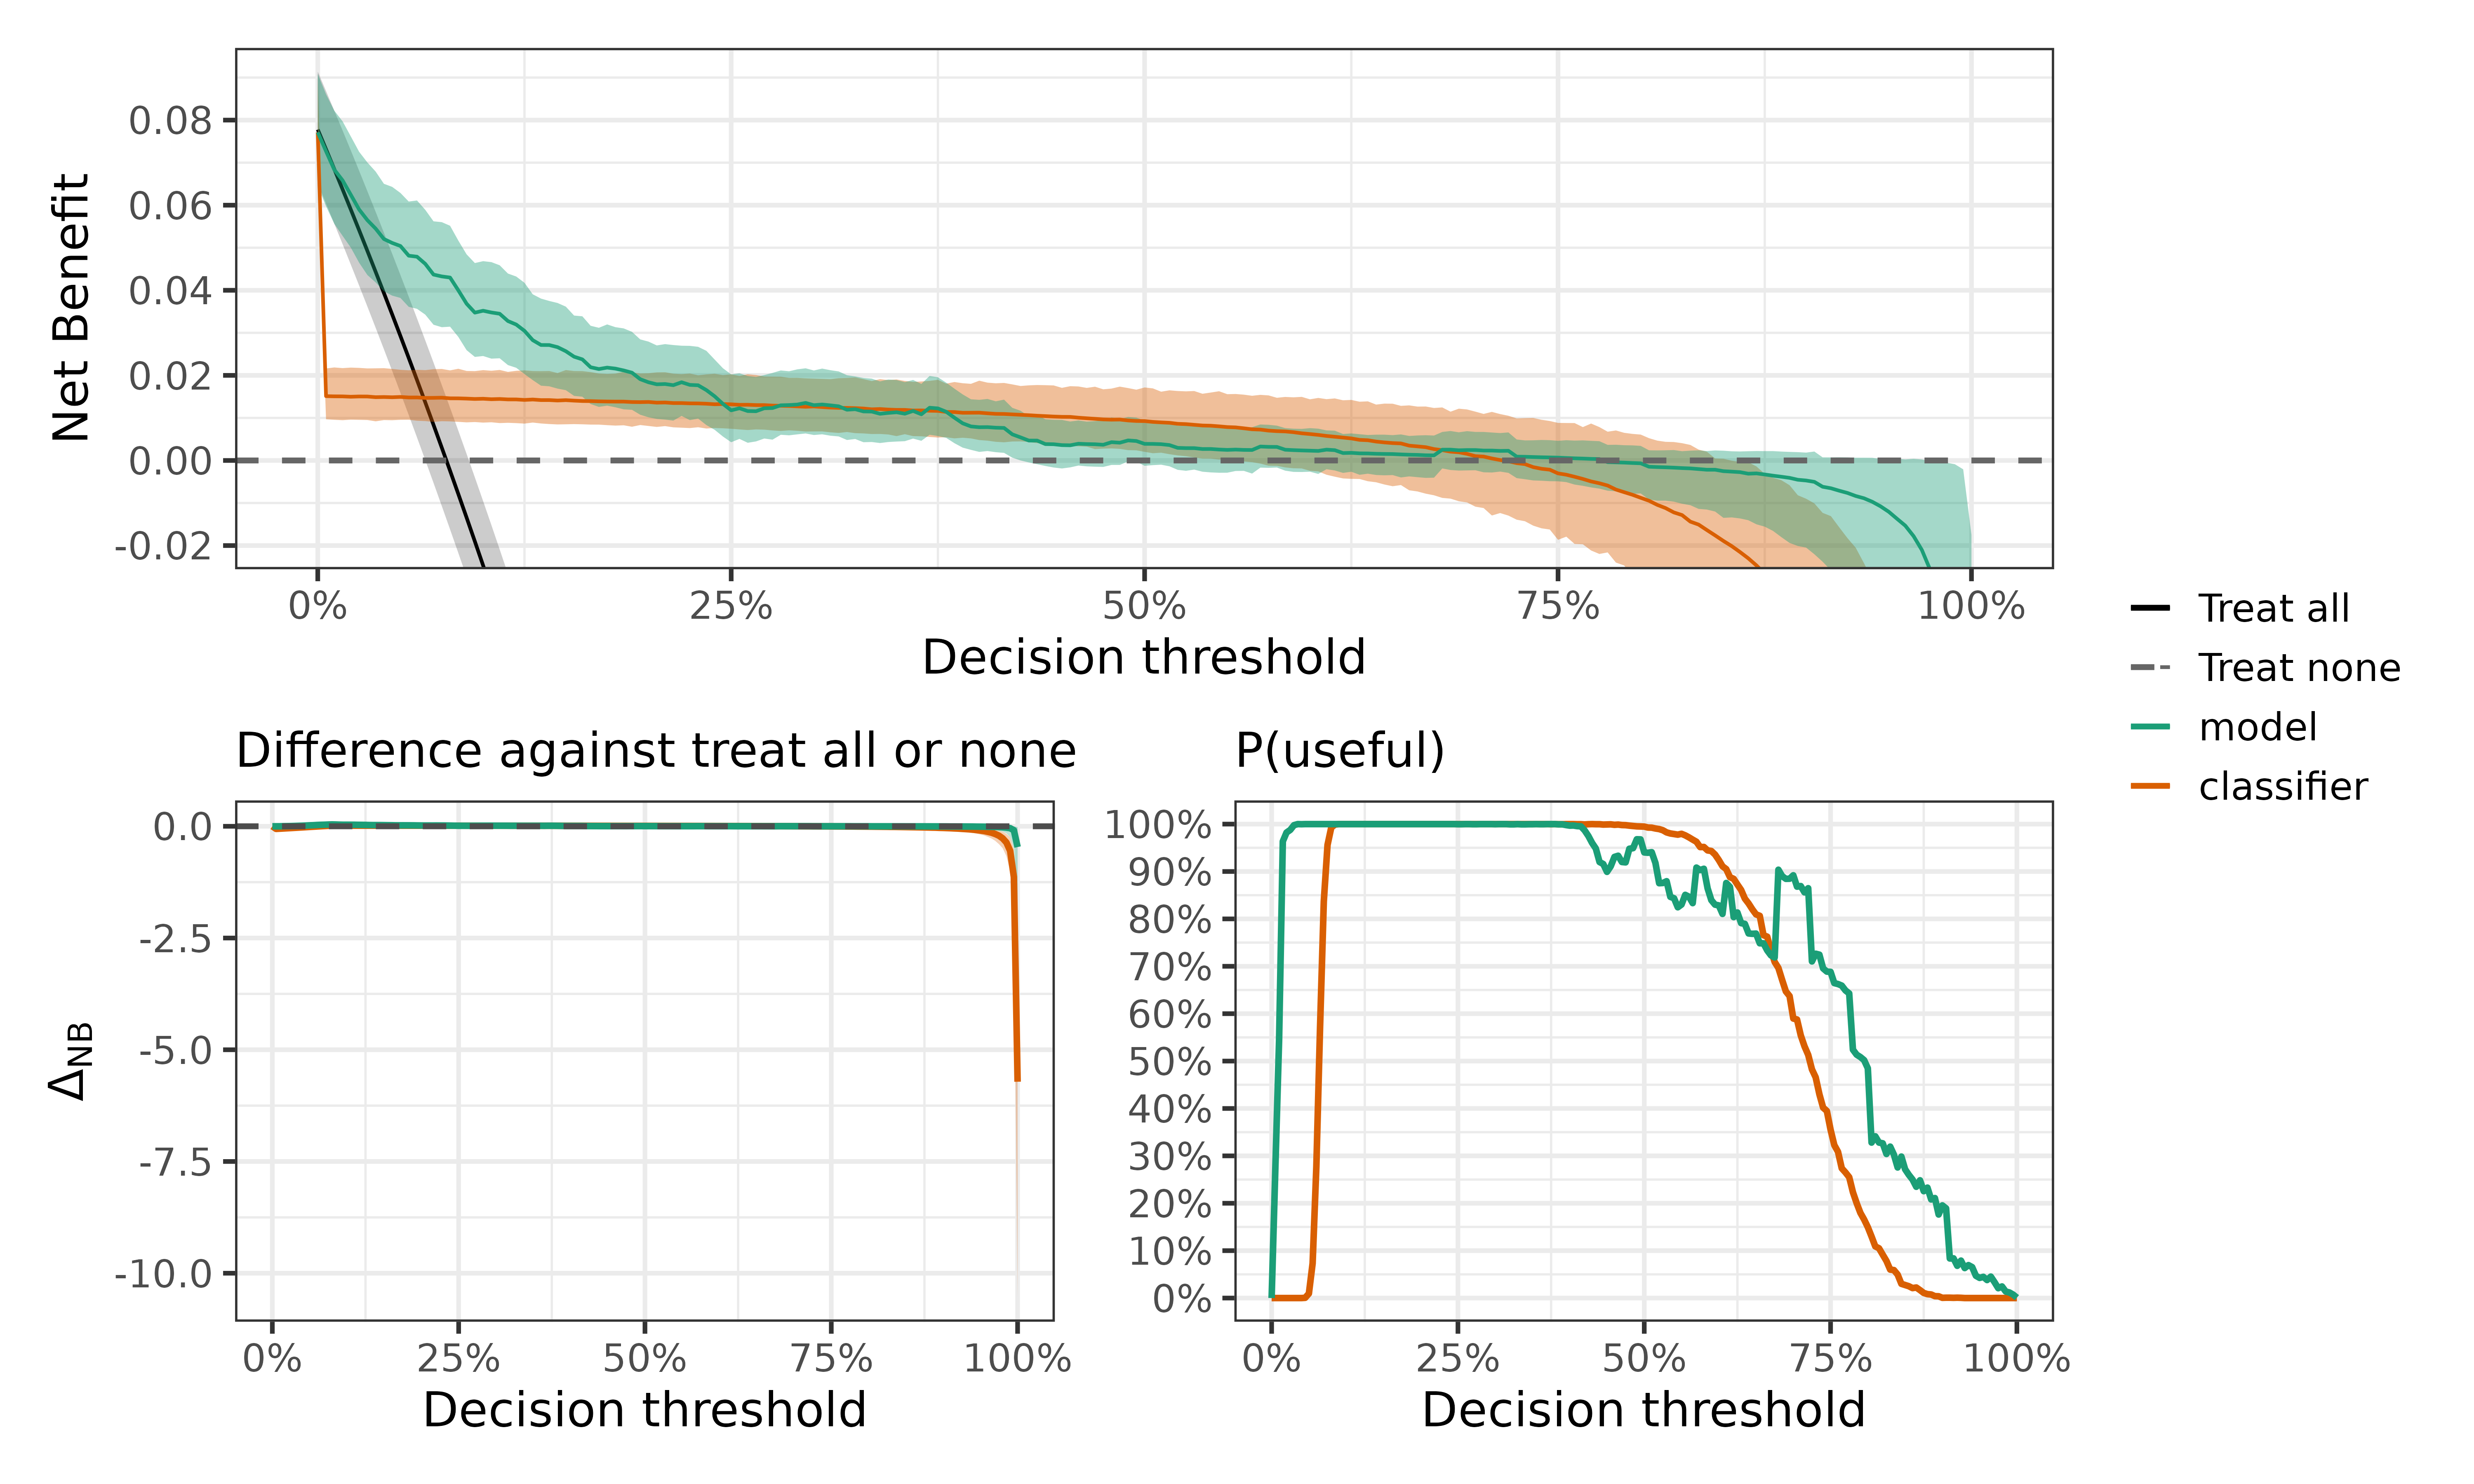 Net Benefit
0.08
0.06
0.04
0.02
0.00
-0.02
0% 25% 50% 75% 100%
Decision threshold
Treat all
Treat none
model
classifier
Difference against treat all or none
ΔNB
0.0
-2.5
-5.0
-7.5
-10.0
0% 25% 50% 75% 100%
Decision threshold
P(useful)
100%
90%
80%
70%
60%
50%
40%
30%
20%
10%
0%
0% 25% 50% 75% 100%
Decision threshold